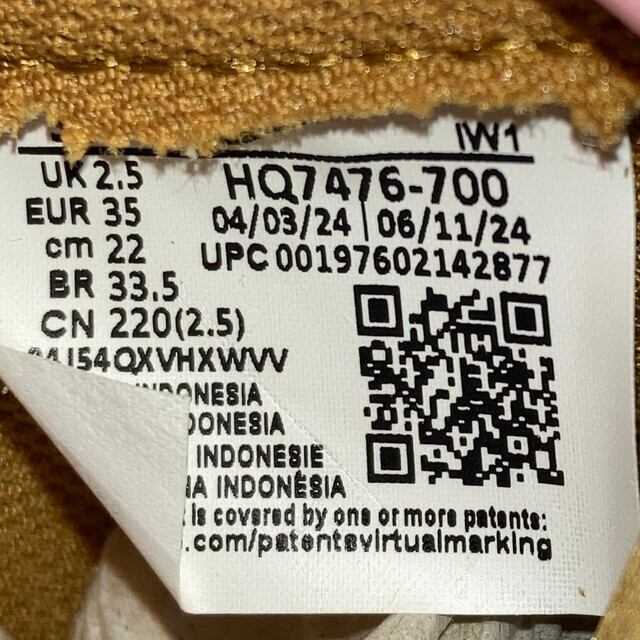 IW1
UK 2.5
HQ7476-700
EUR 35
04/03/24 | 06/11/24
cm 22
UPC 00197602142877
BR 33.5
CN 220(2.5)
INDONESIA
INDONESIE
INDONÉSIA
is covered by one or more patents:
.com/patentsvirtualmarking